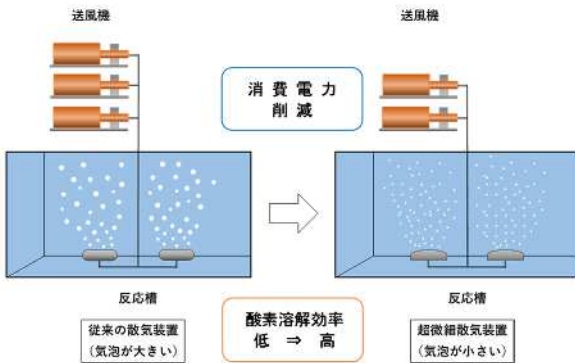 送風機
送風機
消費電力
削減
反応槽
反応槽
従来の散気装置
（気泡が大きい）
酸素溶解効率
低 ⇒ 高
超微細散気装置
（気泡が小さい）